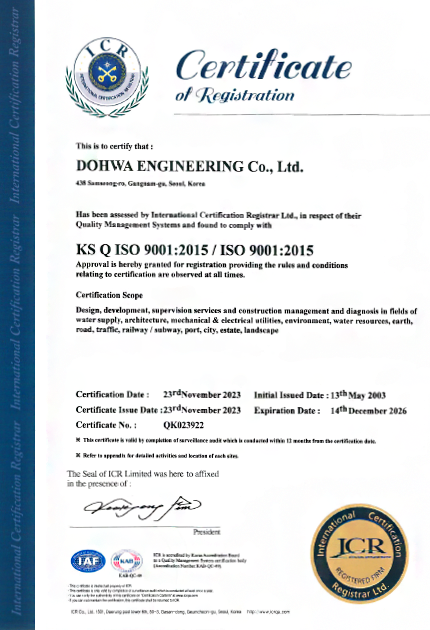 International Certification Registrar International Certification Registrar International Certification Registrar International Certification Registrar
ICR
INTERNATIONAL CERTIFICATION REGISTRAR
Certificate
of Registration
This is to certify that :
DOHWA ENGINEERING Co., Ltd.
438 Samseong-ro, Gangnam-gu, Seoul, Korea
Has been assessed by International Certification Registrar Ltd., in respect of their
Quality Management Systems and found to comply with
KS Q ISO 9001:2015 / ISO 9001:2015
Approval is hereby granted for registration providing the rules and conditions
relating to certification are observed at all times.
Certification Scope
Design, development, supervision services and construction management and diagnosis in fields of
water supply, architecture, mechanical & electrical utilities, environment, water resources, earth,
road, traffic, railway / subway, port, city, estate, landscape
Certification Date : 23rdNovember 2023 Initial Issued Date : 13thMay 2003
Certificate Issue Date :23rdNovember 2023 Expiration Date : 14thDecember 2026
Certificate No. : QK023922
※ This certificate is valid by completion of surveillance audit which is conducted within 12 months from the certification date.
※ Refer to appendix for detailed activities and location of each sites.
The Seal of ICR Limited was here to affixed
in the presence of :
President
IAF
KAB
KAB-QC-09
ICR is accredited by Korea Accreditation Board
as a Quality Management System certification body
(Accreditation Number: KAB-QC-09)
International Certification
ICR
REGISTERED FIRM
Registrar Ltd.
ICR Co., Ltd. Seoul, Korea